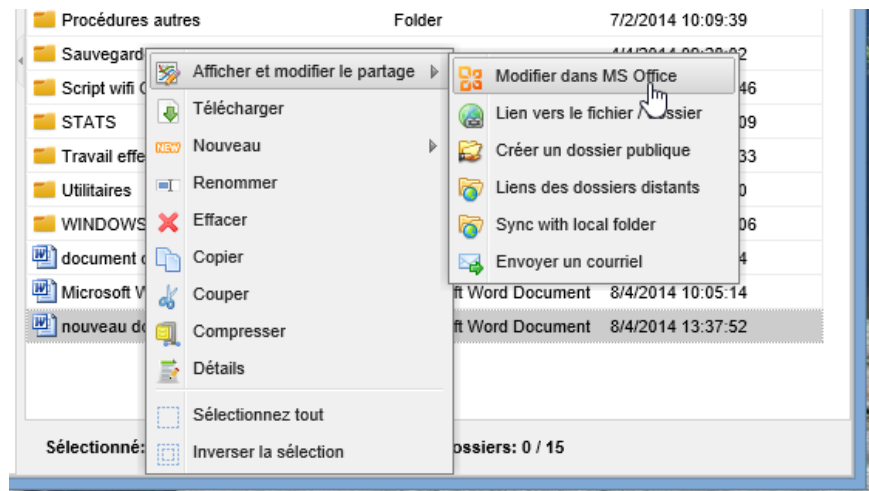 Procédures autres Folder 7/2/2014 10:09:39
Sauvegard
Script wifi 46
STATS 09
Travail effe 33
Utilitaires 0
WINDOWS 06
document 4
Microsoft W ft Word Document 8/4/2014 10:05:14
nouveau do ft Word Document 8/4/2014 13:37:52
Afficher et modifier le partage
Télécharger
NEW Nouveau
Renommer
Effacer
Copier
Couper
Compresser
Détails
Sélectionnez tout
Inverser la sélection
Modifier dans MS Office
Lien vers le fichier / dossier
Créer un dossier publique
Liens des dossiers distants
Sync with local folder
Envoyer un courriel
Sélectionné: ossiers: 0 / 15